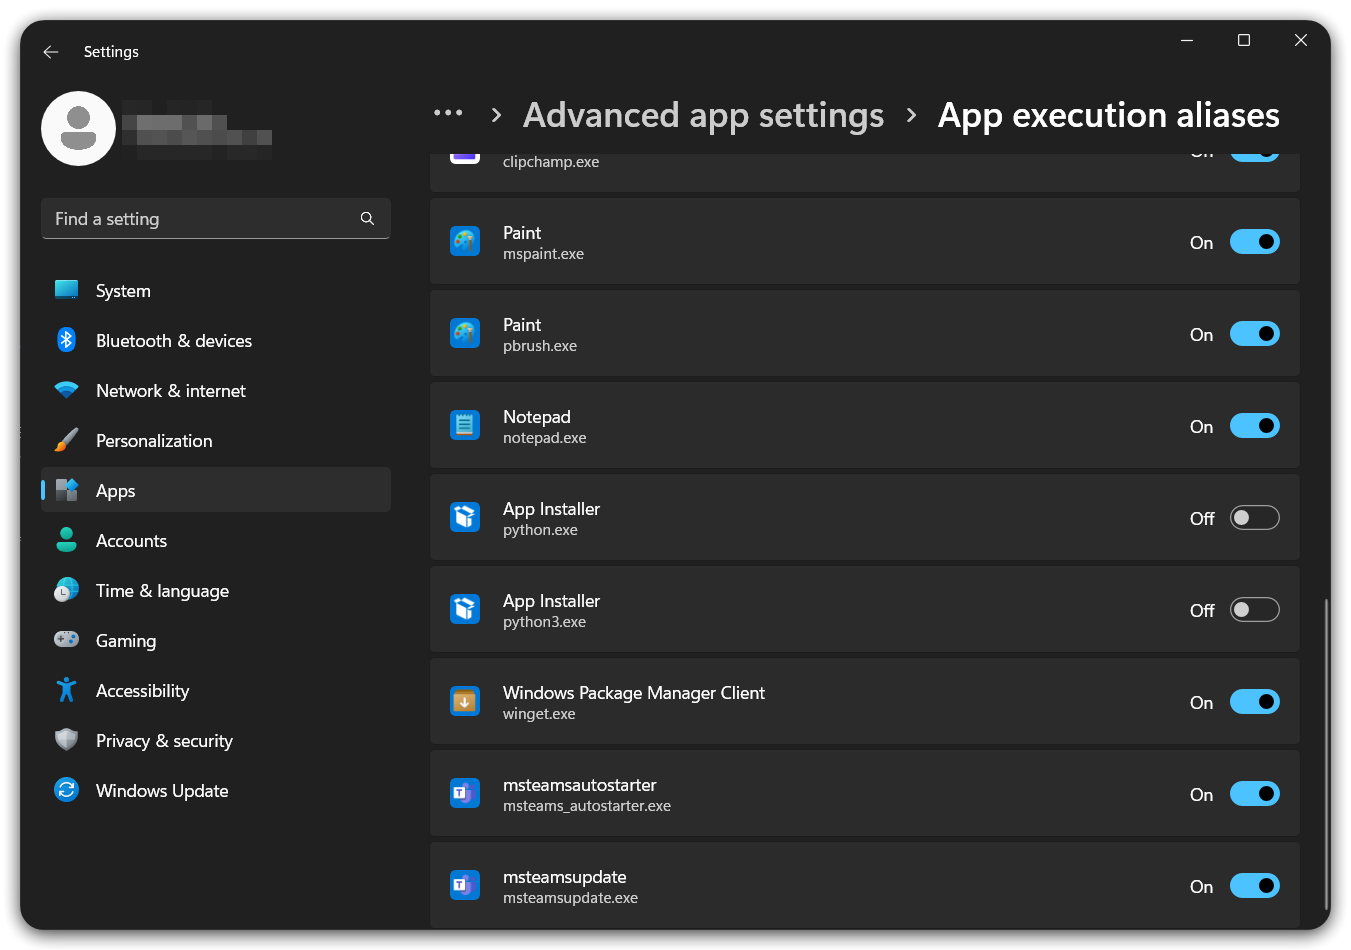 Settings
Find a setting
System
Bluetooth & devices
Network & internet
Personalization
Apps
Accounts
Time & language
Gaming
Accessibility
Privacy & security
Windows Update
... > Advanced app settings > App execution aliases
clipchamp.exe
On
Paint
mspaint.exe
On
Paint
pbrush.exe
On
Notepad
notepad.exe
On
App Installer
python.exe
Off
App Installer
python3.exe
Off
Windows Package Manager Client
winget.exe
On
msteamsautostarter
msteams_autostarter.exe
On
msteamsupdate
msteamsupdate.exe
On